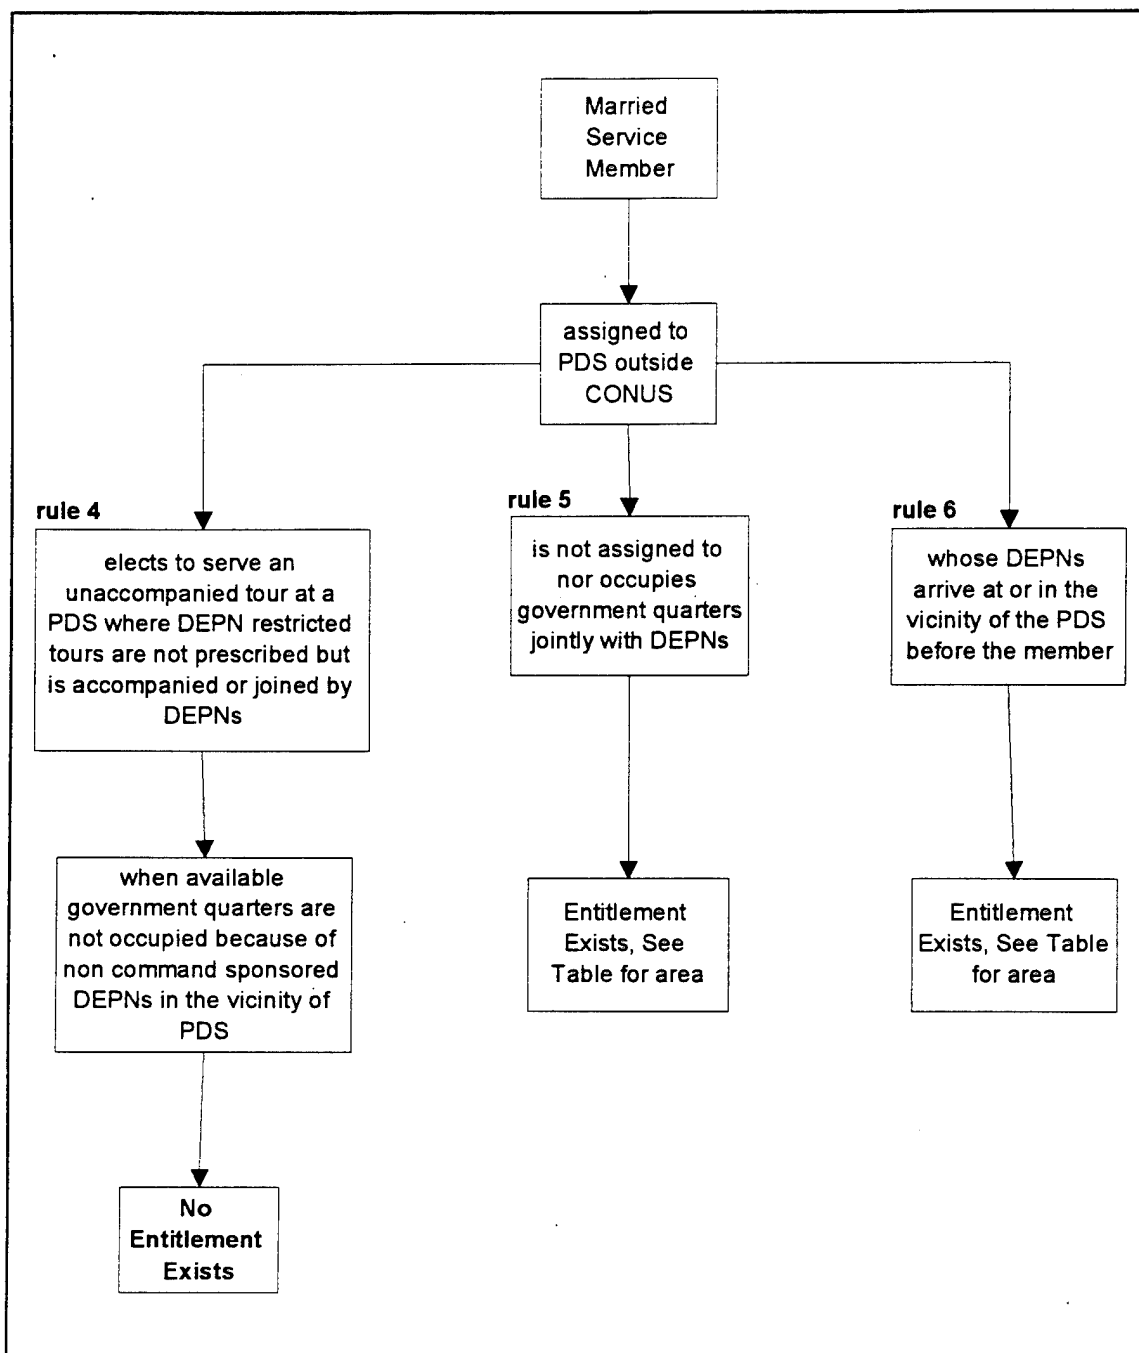 Married
Service
Member
assigned to
PDS outside
CONUS
rule 4
elects to serve an
unaccompanied tour at a
PDS where DEPN restricted
tours are not prescribed but
is accompanied or joined by
DEPNs
when available
government quarters are
not occupied because of
non command sponsored
DEPNs in the vicinity of
PDS
No
Entitlement
Exists
rule 5
is not assigned to
nor occupies
government quarters
jointly with DEPNs
Entitlement
Exists, See
Table for area
rule 6
whose DEPNs
arrive at or in the
vicinity of the PDS
before the member
Entitlement
Exists, See Table
for area